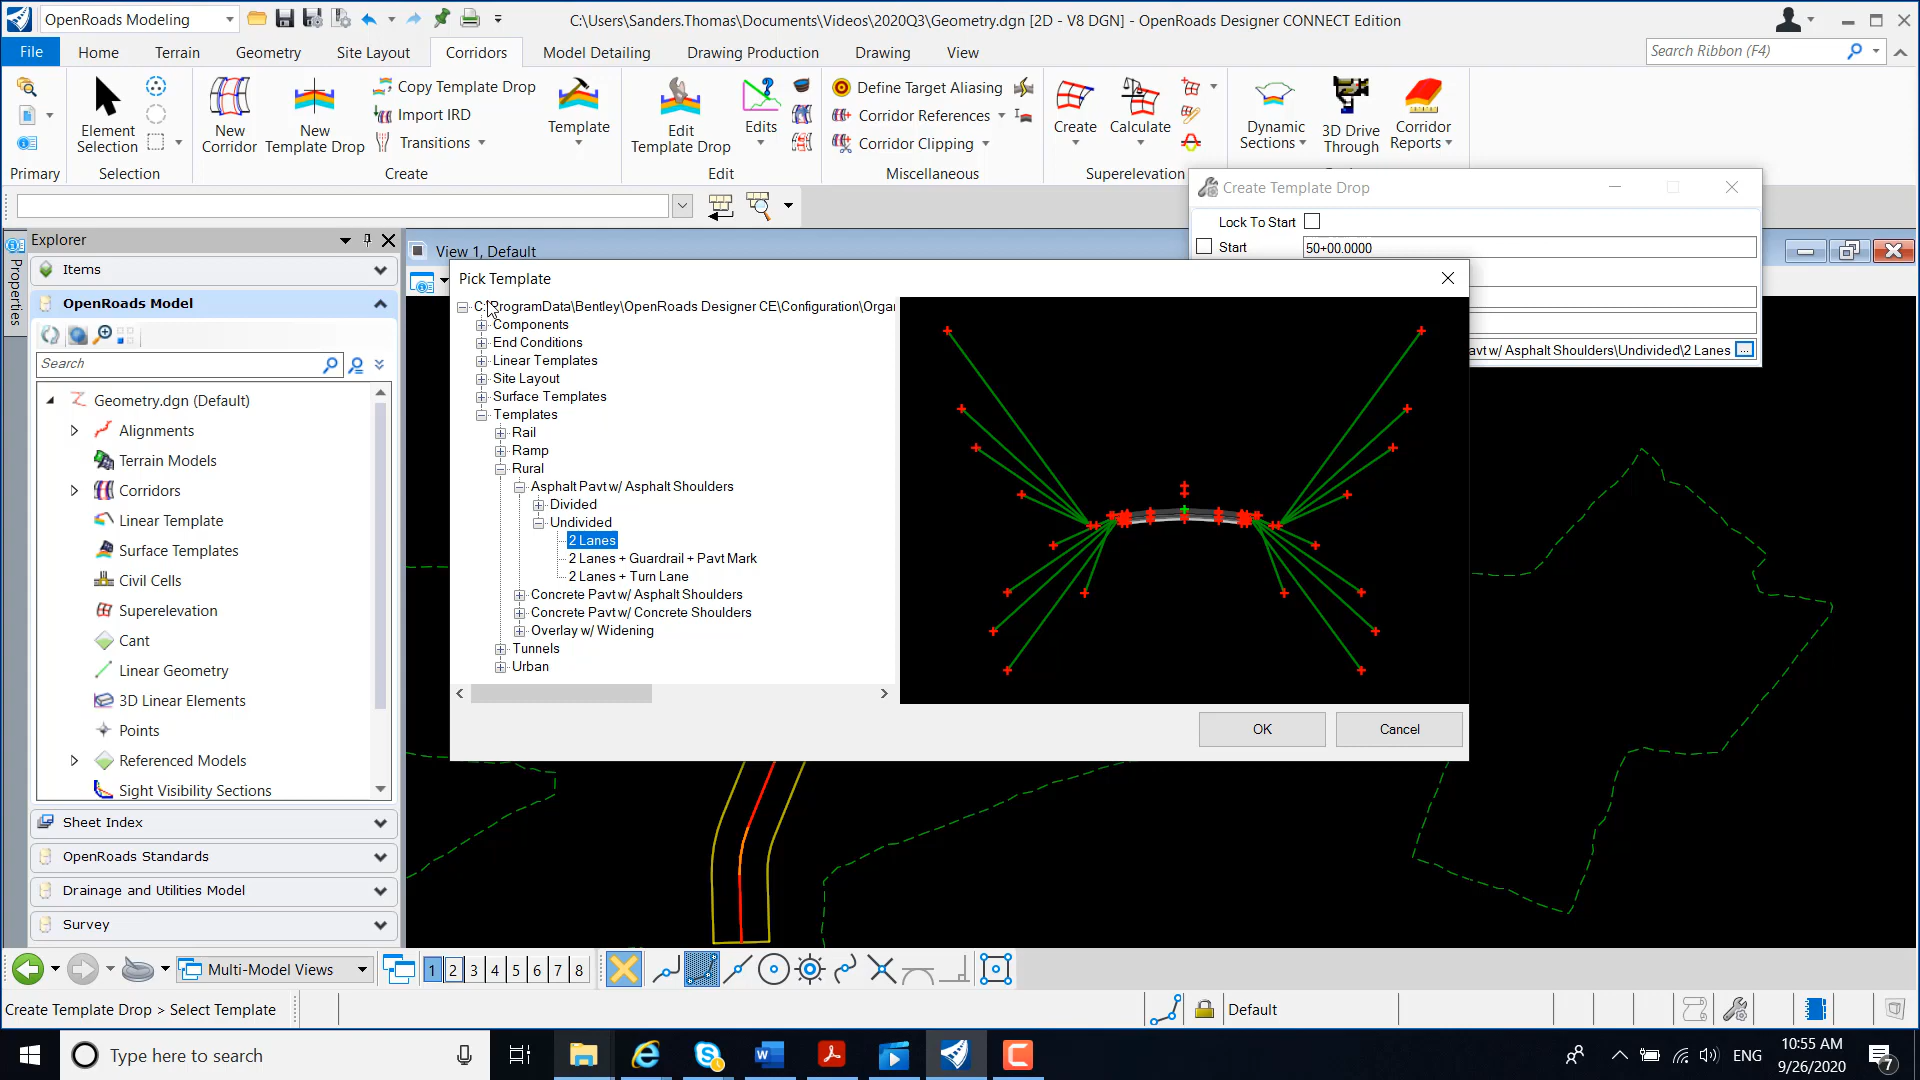 OpenRoads Modeling
C:\Users\Sanders.Thomas\Documents\Videos\2020Q3\Geometry.dgn [2D - V8 DGN] - OpenRoads Designer CONNECT Edition
File Home Terrain Geometry Site Layout Corridors Model Detailing Drawing Production Drawing View
Search Ribbon (F4)
Element Selection
New Corridor
New Template Drop
Copy Template Drop
Import IRD
Transitions
Template
Edit Template Drop
Edits
Define Target Aliasing
Corridor References
Corridor Clipping
Create
Calculate
Dynamic Sections
3D Drive Through
Corridor Reports
Primary Selection Create Edit Miscellaneous Superelevation
Create Template Drop
Lock To Start
Start 50+00.0000
avt w/ Asphalt Shoulders\Undivided\2 Lanes ...
Properties
Explorer
Items
OpenRoads Model
Search
Geometry.dgn (Default)
Alignments
Terrain Models
Corridors
Linear Template
Surface Templates
Civil Cells
Superelevation
Cant
Linear Geometry
3D Linear Elements
Points
Referenced Models
Sight Visibility Sections
Sheet Index
OpenRoads Standards
Drainage and Utilities Model
Survey
View 1, Default
Pick Template
C:\ProgramData\Bentley\OpenRoads Designer CE\Configuration\Organ
Components
End Conditions
Linear Templates
Site Layout
Surface Templates
Templates
Rail
Ramp
Rural
Asphalt Pavt w/ Asphalt Shoulders
Divided
Undivided
2 Lanes
2 Lanes + Guardrail + Pavt Mark
2 Lanes + Turn Lane
Concrete Pavt w/ Asphalt Shoulders
Concrete Pavt w/ Concrete Shoulders
Overlay w/ Widening
Tunnels
Urban
OK Cancel
Multi-Model Views 1 2 3 4 5 6 7 8
Create Template Drop > Select Template
Default
Type here to search
ENG
10:55 AM
9/26/2020
7